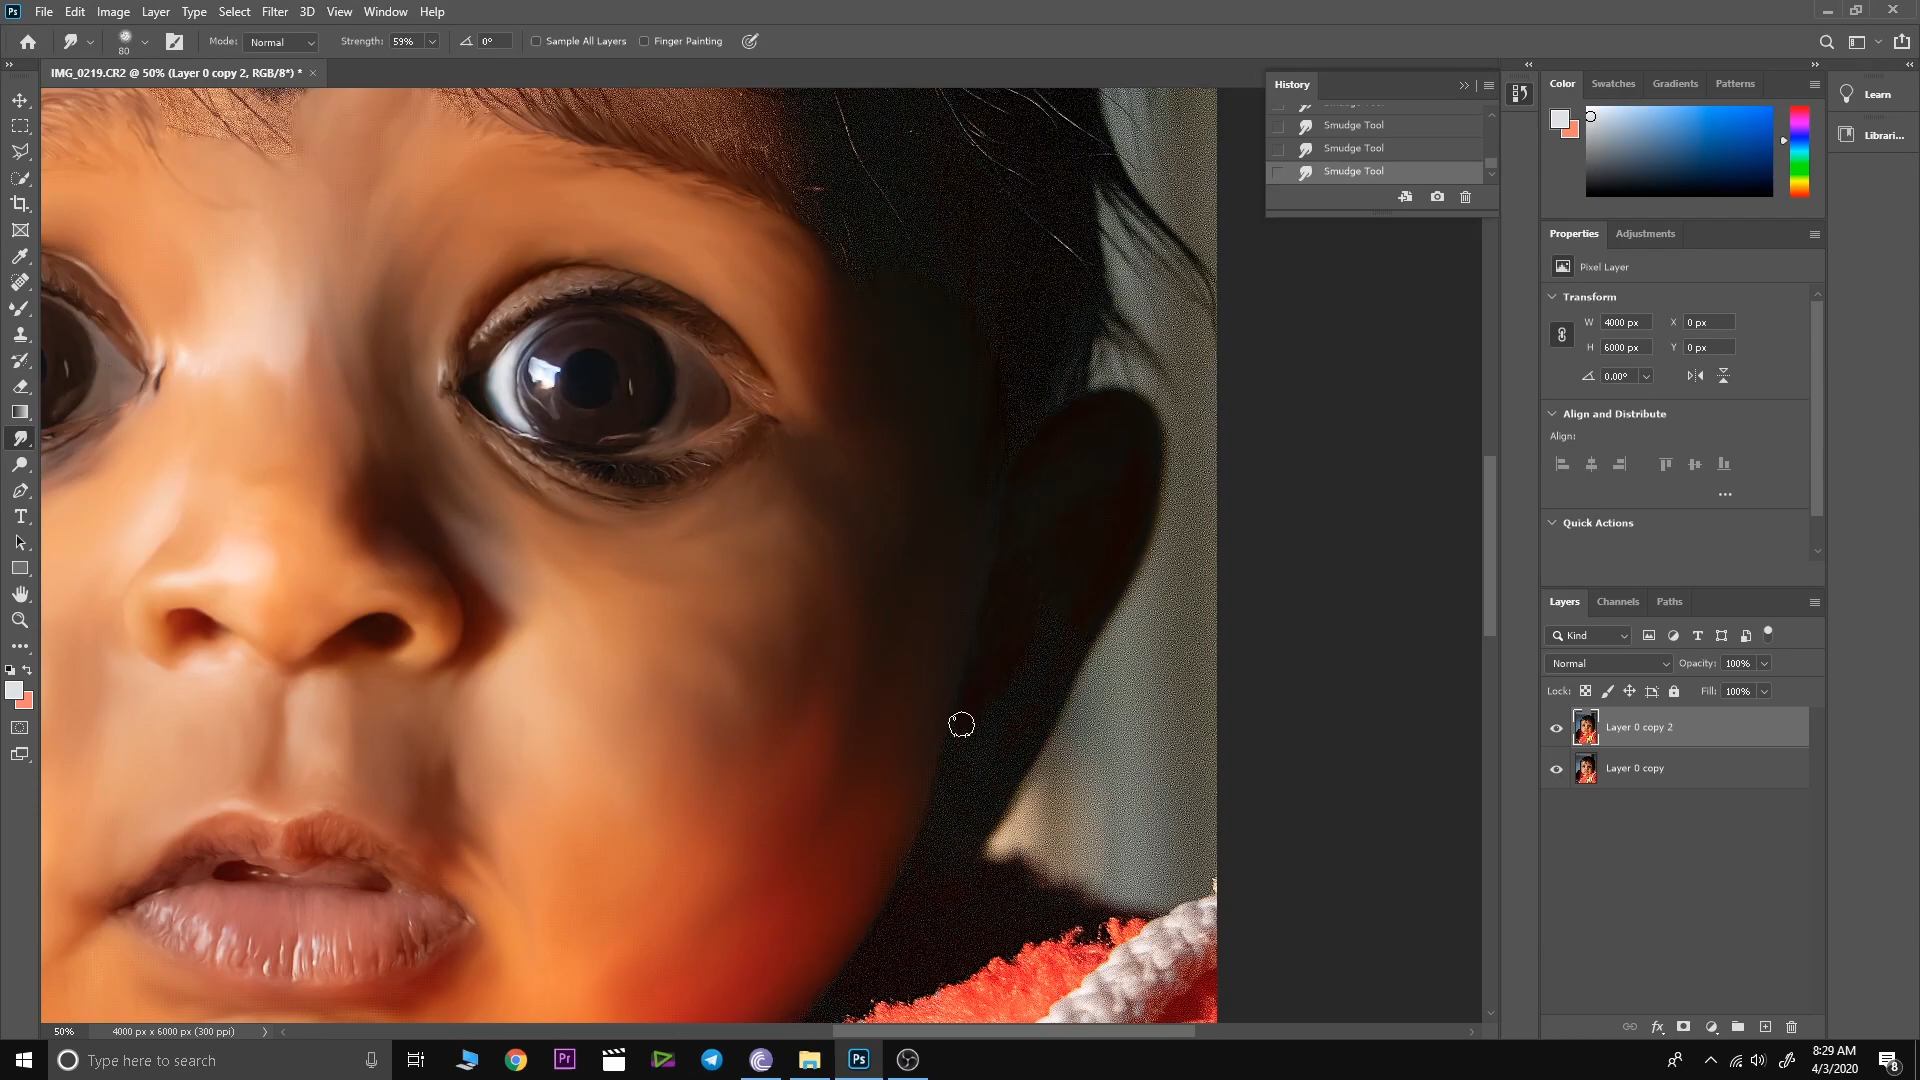 Ps File Edit Image Layer Type Select Filter 3D View Window Help
80 Mode: Normal Strength: 59% 0° Sample All Layers Finger Painting
IMG_0219.CR2 @ 50% (Layer 0 copy 2, RGB/8*) * ×
History
Smudge Tool
Smudge Tool
Smudge Tool
Color Swatches Gradients Patterns
Learn
Librari...
Properties Adjustments
Pixel Layer
Transform
W 4000 px X 0 px
H 6000 px Y 0 px
0.00°
Align and Distribute
Align:
Quick Actions
Layers Channels Paths
Kind
Normal Opacity: 100%
Lock: Fill: 100%
Layer 0 copy 2
Layer 0 copy
fx
50% 4000 px x 6000 px (300 ppi)
Type here to search
Pr
Ps
8:29 AM
4/3/2020
8